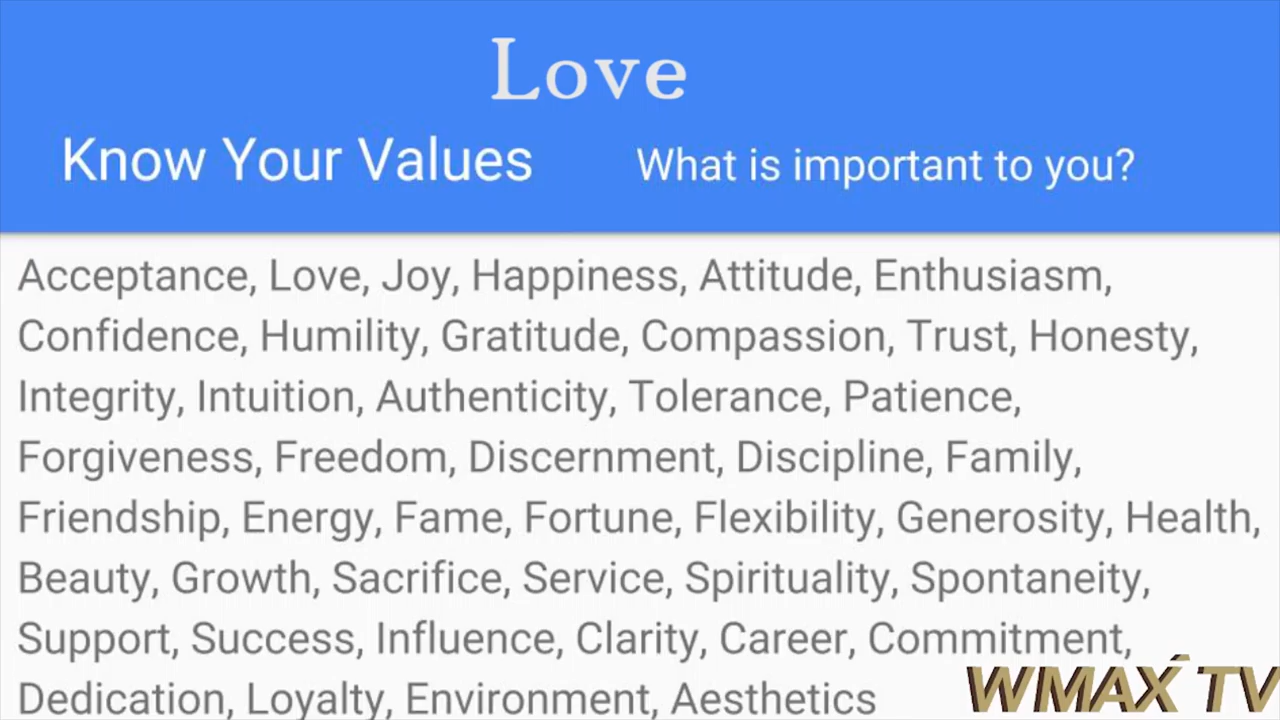 Love
Know Your Values What is important to you?
Acceptance, Love, Joy, Happiness, Attitude, Enthusiasm,
Confidence, Humility, Gratitude, Compassion, Trust, Honesty,
Integrity, Intuition, Authenticity, Tolerance, Patience,
Forgiveness, Freedom, Discernment, Discipline, Family,
Friendship, Energy, Fame, Fortune, Flexibility, Generosity, Health,
Beauty, Growth, Sacrifice, Service, Spirituality, Spontaneity,
Support, Success, Influence, Clarity, Career, Commitment,
Dedication, Loyalty, Environment, Aesthetics
WMAX TV